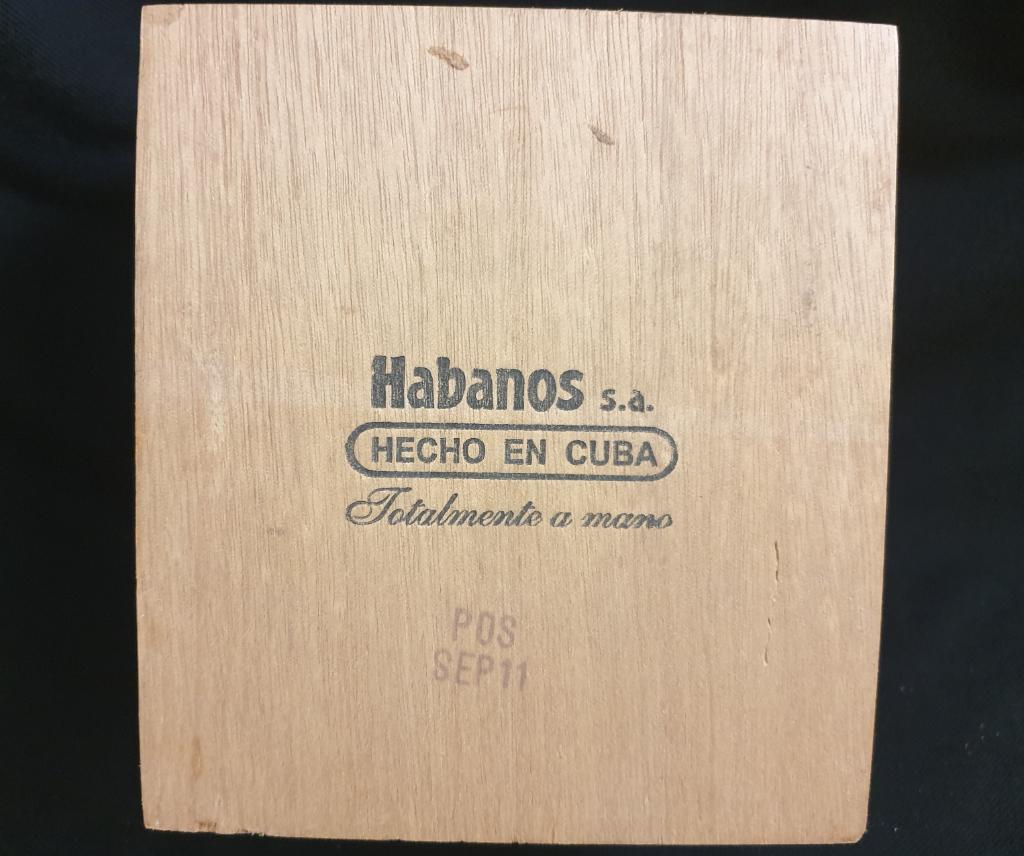 Habanos s.a.
HECHO EN CUBA
Totalmente a mano
POS
SEP11